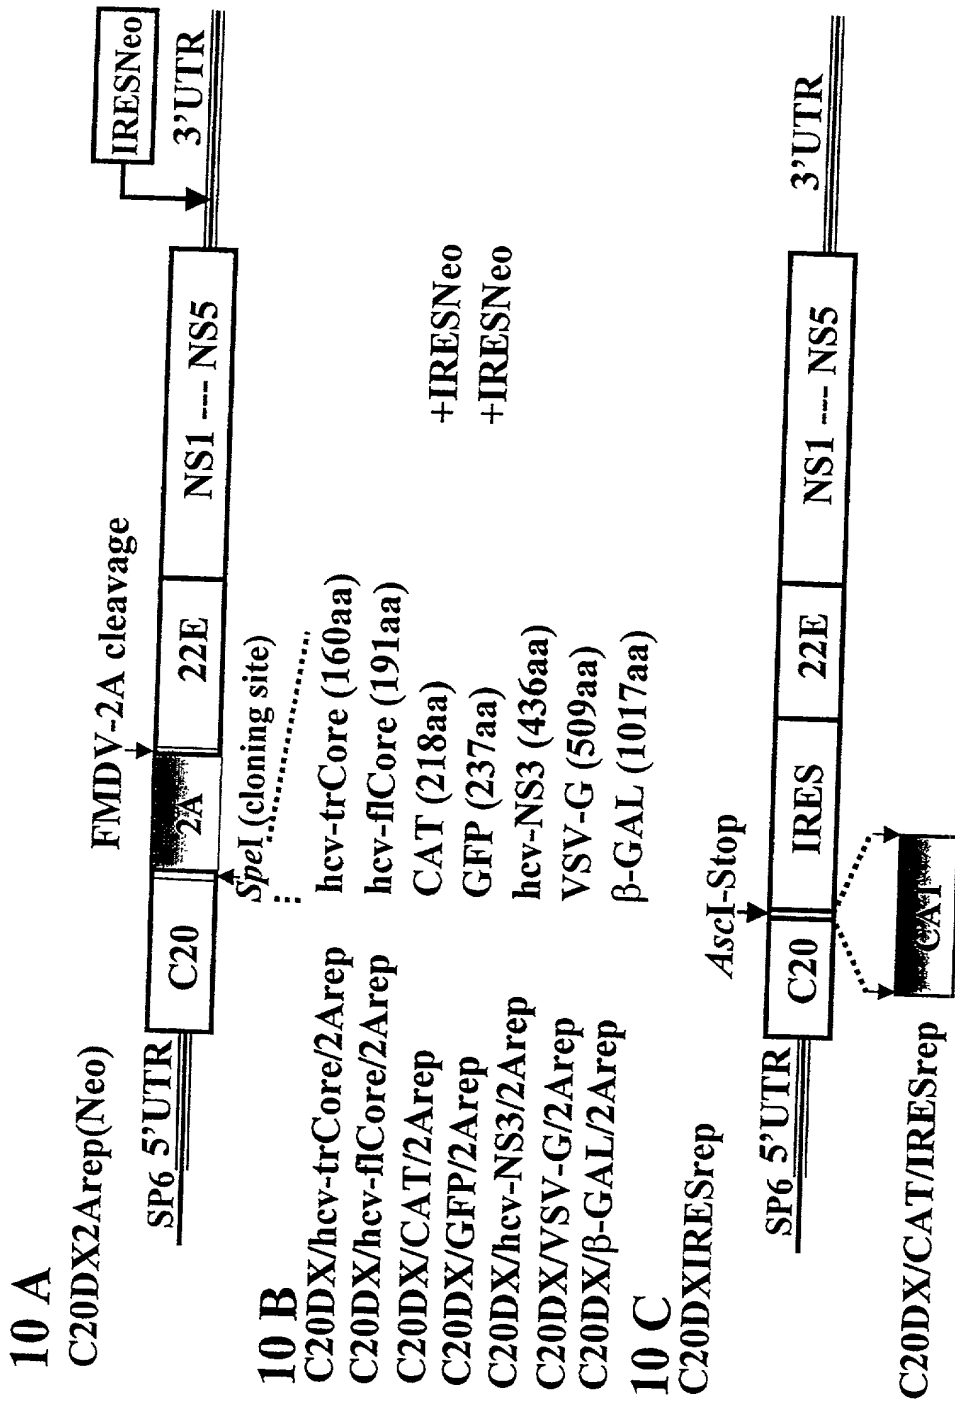 10 A
C20DX2Arep(Neo)
IRESNeo
FMDV-2A cleavage
SP6 5'UTR
C20
2A
22E
NS1 ---- NS5
3'UTR
SpeI (cloning site)
10 B
C20DX/hcv-trCore/2Arep hcv-trCore (160aa)
C20DX/hcv-flCore/2Arep hcv-flCore (191aa)
C20DX/CAT/2Arep CAT (218aa) +IRESNeo
C20DX/GFP/2Arep GFP (237aa) +IRESNeo
C20DX/hcv-NS3/2Arep hcv-NS3 (436aa)
C20DX/VSV-G/2Arep VSV-G (509aa)
C20DX/β-GAL/2Arep β-GAL (1017aa)
10 C
C20DXIRESrep
AscI-Stop
SP6 5'UTR
C20
IRES
22E
NS1 ---- NS5
3'UTR
C20DX/CAT/IRESrep
CAT